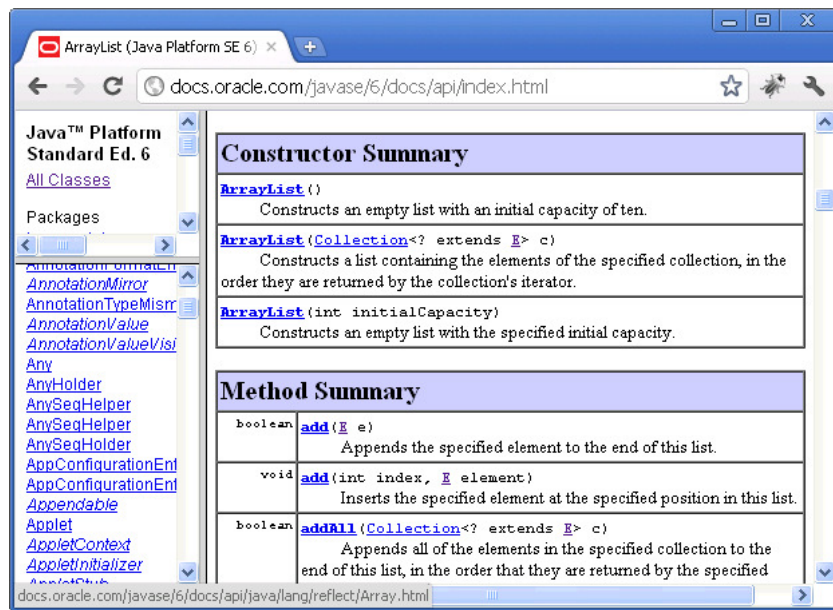 ArrayList (Java Platform SE 6)
docs.oracle.com/javase/6/docs/api/index.html
Java™ Platform
Standard Ed. 6
All Classes
Packages
AnnotationFormatEr
AnnotationMirror
AnnotationTypeMism
AnnotationValue
AnnotationValueVisi
Any
AnyHolder
AnySeqHelper
AnySeqHelper
AnySeqHolder
AppConfigurationEnt
AppConfigurationEnt
Appendable
Applet
AppletContext
AppletInitializer
AppletStub
Constructor Summary
ArrayList()
Constructs an empty list with an initial capacity of ten.
ArrayList(Collection<? extends E> c)
Constructs a list containing the elements of the specified collection, in the
order they are returned by the collection's iterator.
ArrayList(int initialCapacity)
Constructs an empty list with the specified initial capacity.
Method Summary
boolean add(E e)
Appends the specified element to the end of this list.
void add(int index, E element)
Inserts the specified element at the specified position in this list.
boolean addAll(Collection<? extends E> c)
Appends all of the elements in the specified collection to the
end of this list, in the order that they are returned by the specified
docs.oracle.com/javase/6/docs/api/java/lang/reflect/Array.html